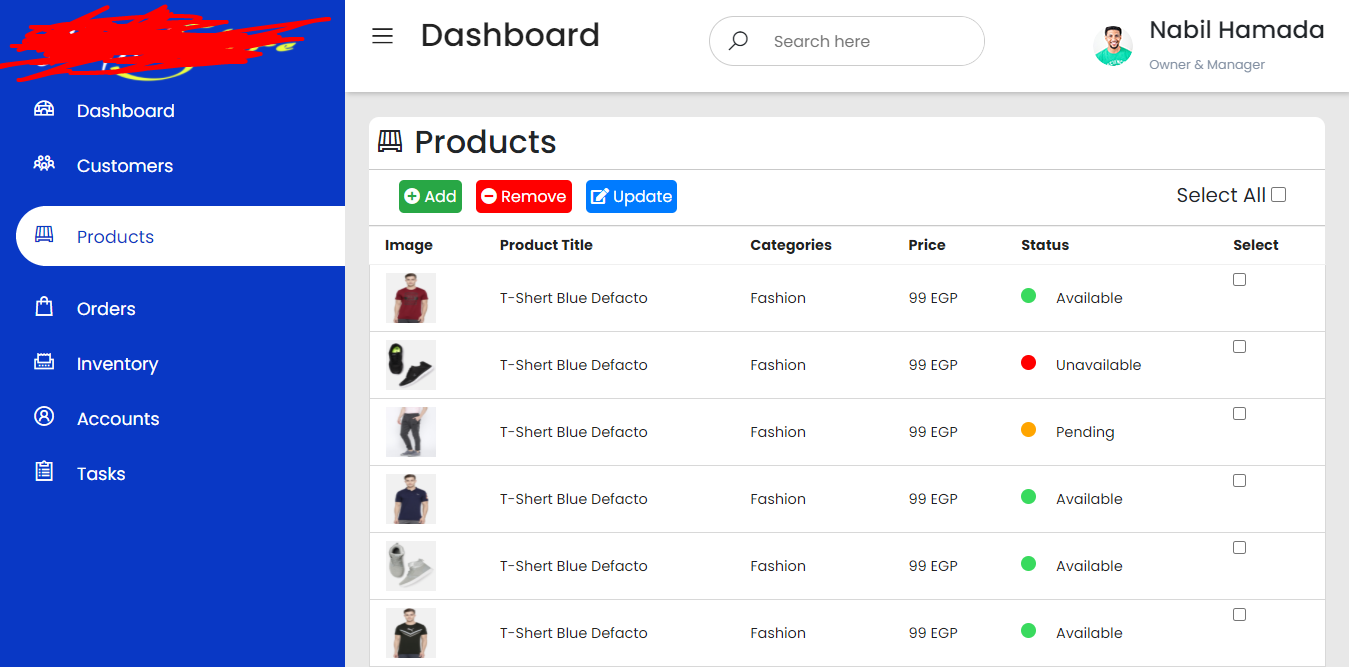 Dashboard
Search here
Nabil Hamada
Owner & Manager
Dashboard
Customers
Products
Orders
Inventory
Accounts
Tasks
Products
Add Remove Update Select All
Image Product Title Categories Price Status Select
T-Shert Blue Defacto Fashion 99 EGP Available
T-Shert Blue Defacto Fashion 99 EGP Unavailable
T-Shert Blue Defacto Fashion 99 EGP Pending
T-Shert Blue Defacto Fashion 99 EGP Available
T-Shert Blue Defacto Fashion 99 EGP Available
T-Shert Blue Defacto Fashion 99 EGP Available